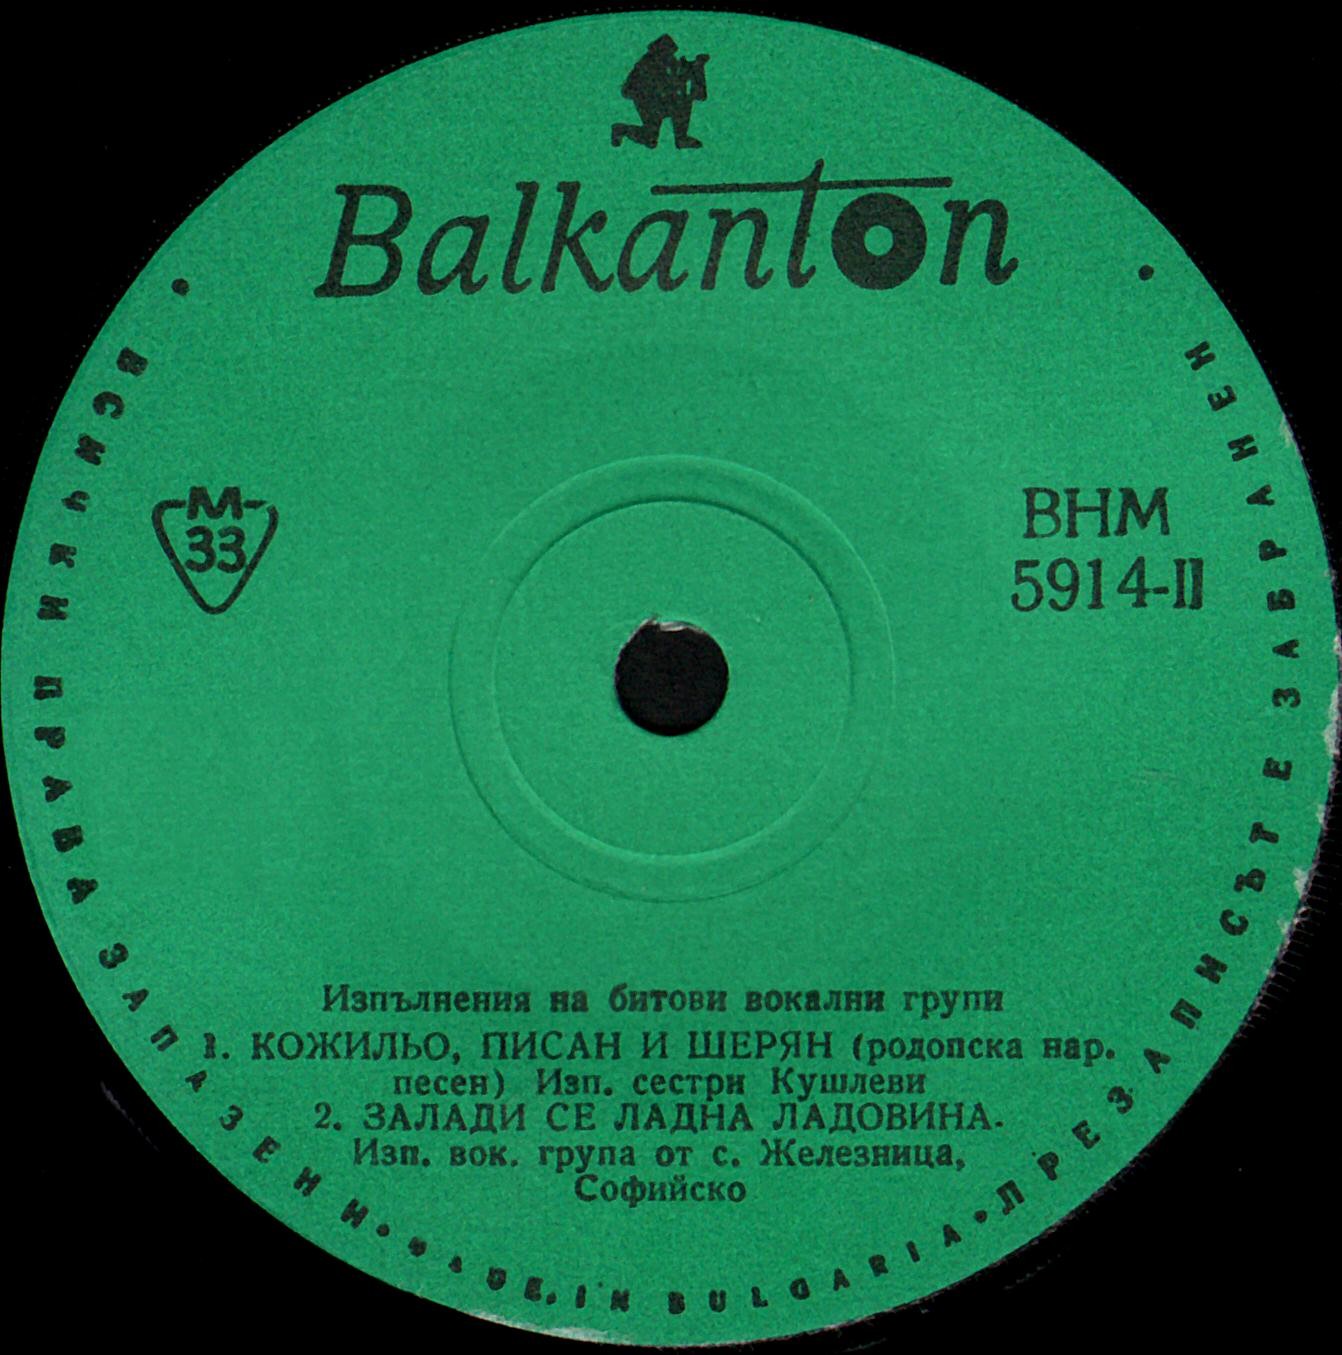 Balkanton
М
33
ВНМ
5914-II
Изпълнения на битови вокални групи
1. КОЖИЛЬО, ПИСАН И ШЕРЯН (родопска нар.
песен) Изп. сестри Кушлеви
2. ЗАЛАДИ СЕ ЛАДНА ЛАДОВИНА.
Изп. вок. група от с. Железница,
Софийско
• ВСИЧКИ ПРАВА ЗАПАЗЕНИ • MADE IN BULGARIA • ПРЕЗАПИСЪТ Е ЗАБРАНЕН •